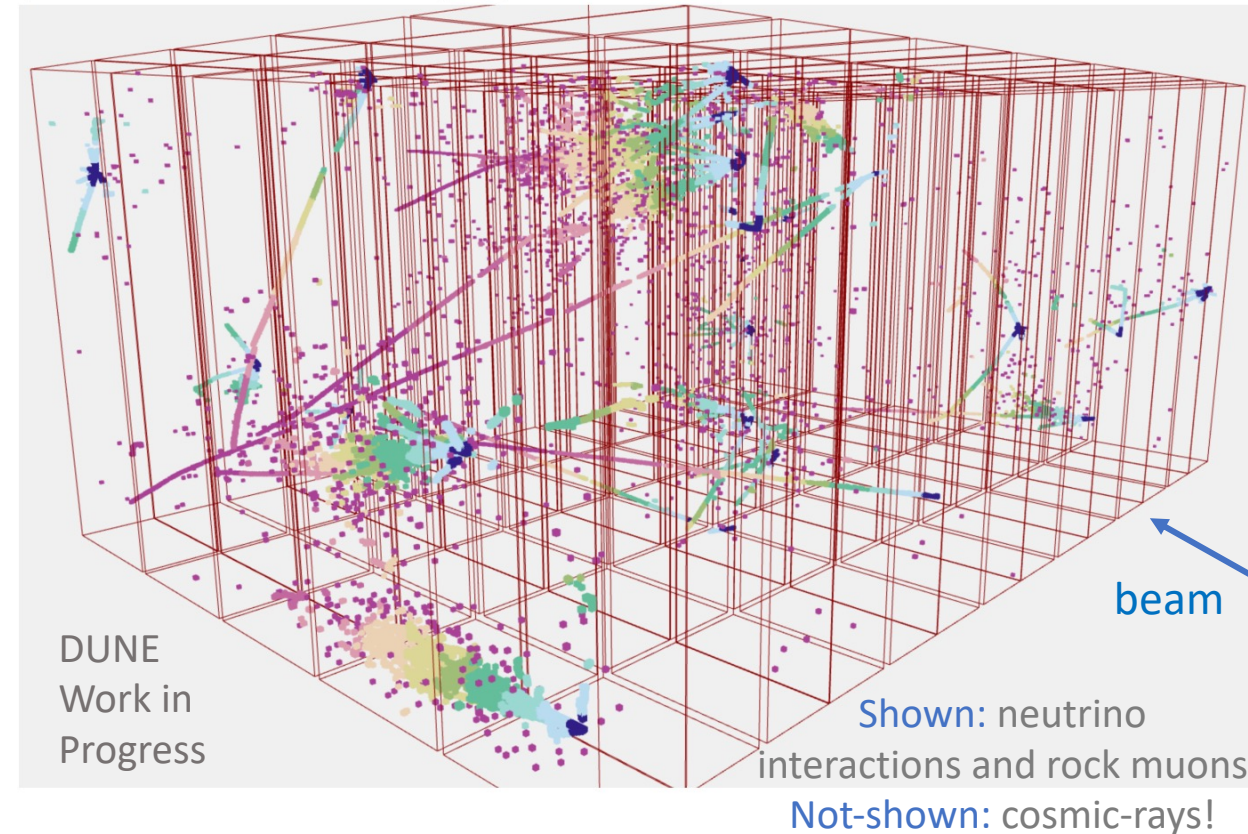 beam
DUNE
Work in
Progress
Shown: neutrino
interactions and rock muons
Not-shown: cosmic-rays!